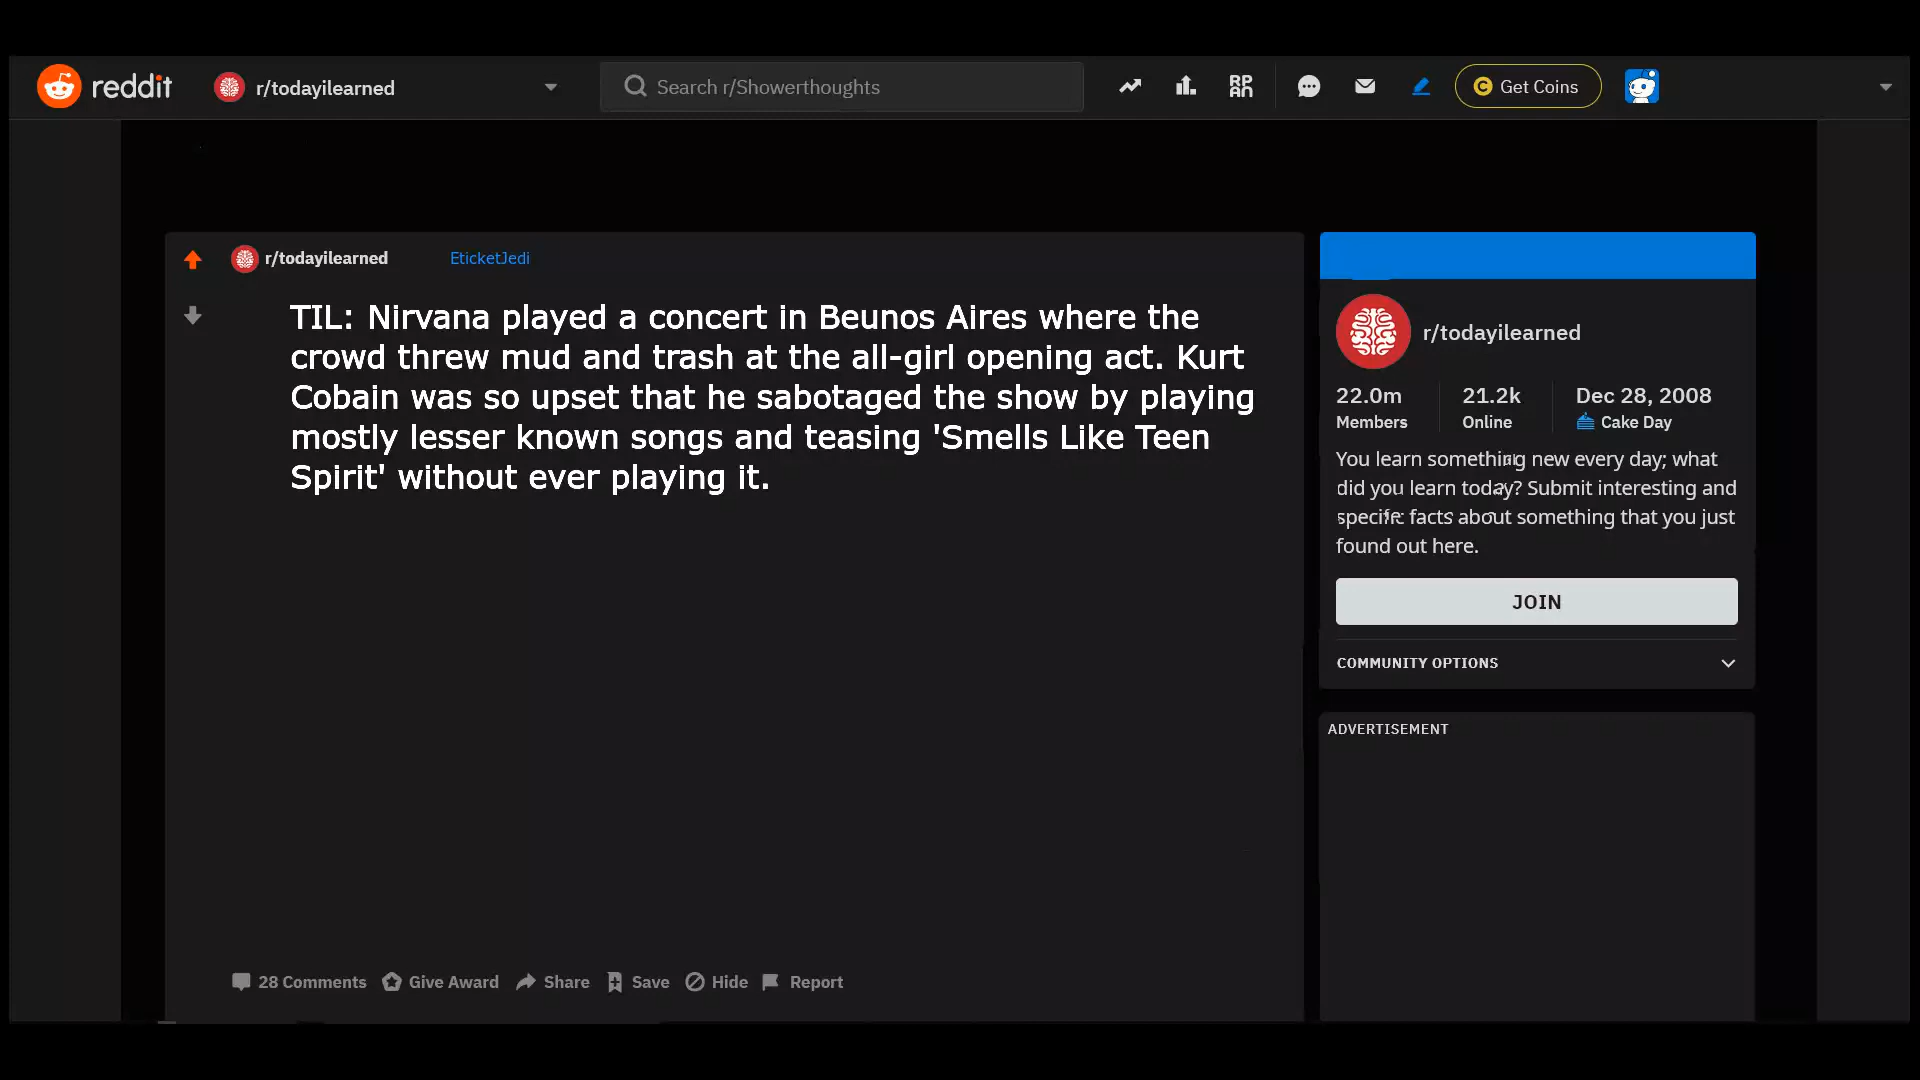 reddit r/todayilearned Search r/Showerthoughts RPAN Get Coins
r/todayilearned EticketJedi
TIL: Nirvana played a concert in Beunos Aires where the
crowd threw mud and trash at the all-girl opening act. Kurt
Cobain was so upset that he sabotaged the show by playing
mostly lesser known songs and teasing 'Smells Like Teen
Spirit' without ever playing it.
28 Comments Give Award Share Save Hide Report
r/todayilearned
22.0m 21.2k Dec 28, 2008
Members Online Cake Day
You learn something new every day; what
did you learn today? Submit interesting and
specific facts about something that you just
found out here.
JOIN
COMMUNITY OPTIONS
ADVERTISEMENT